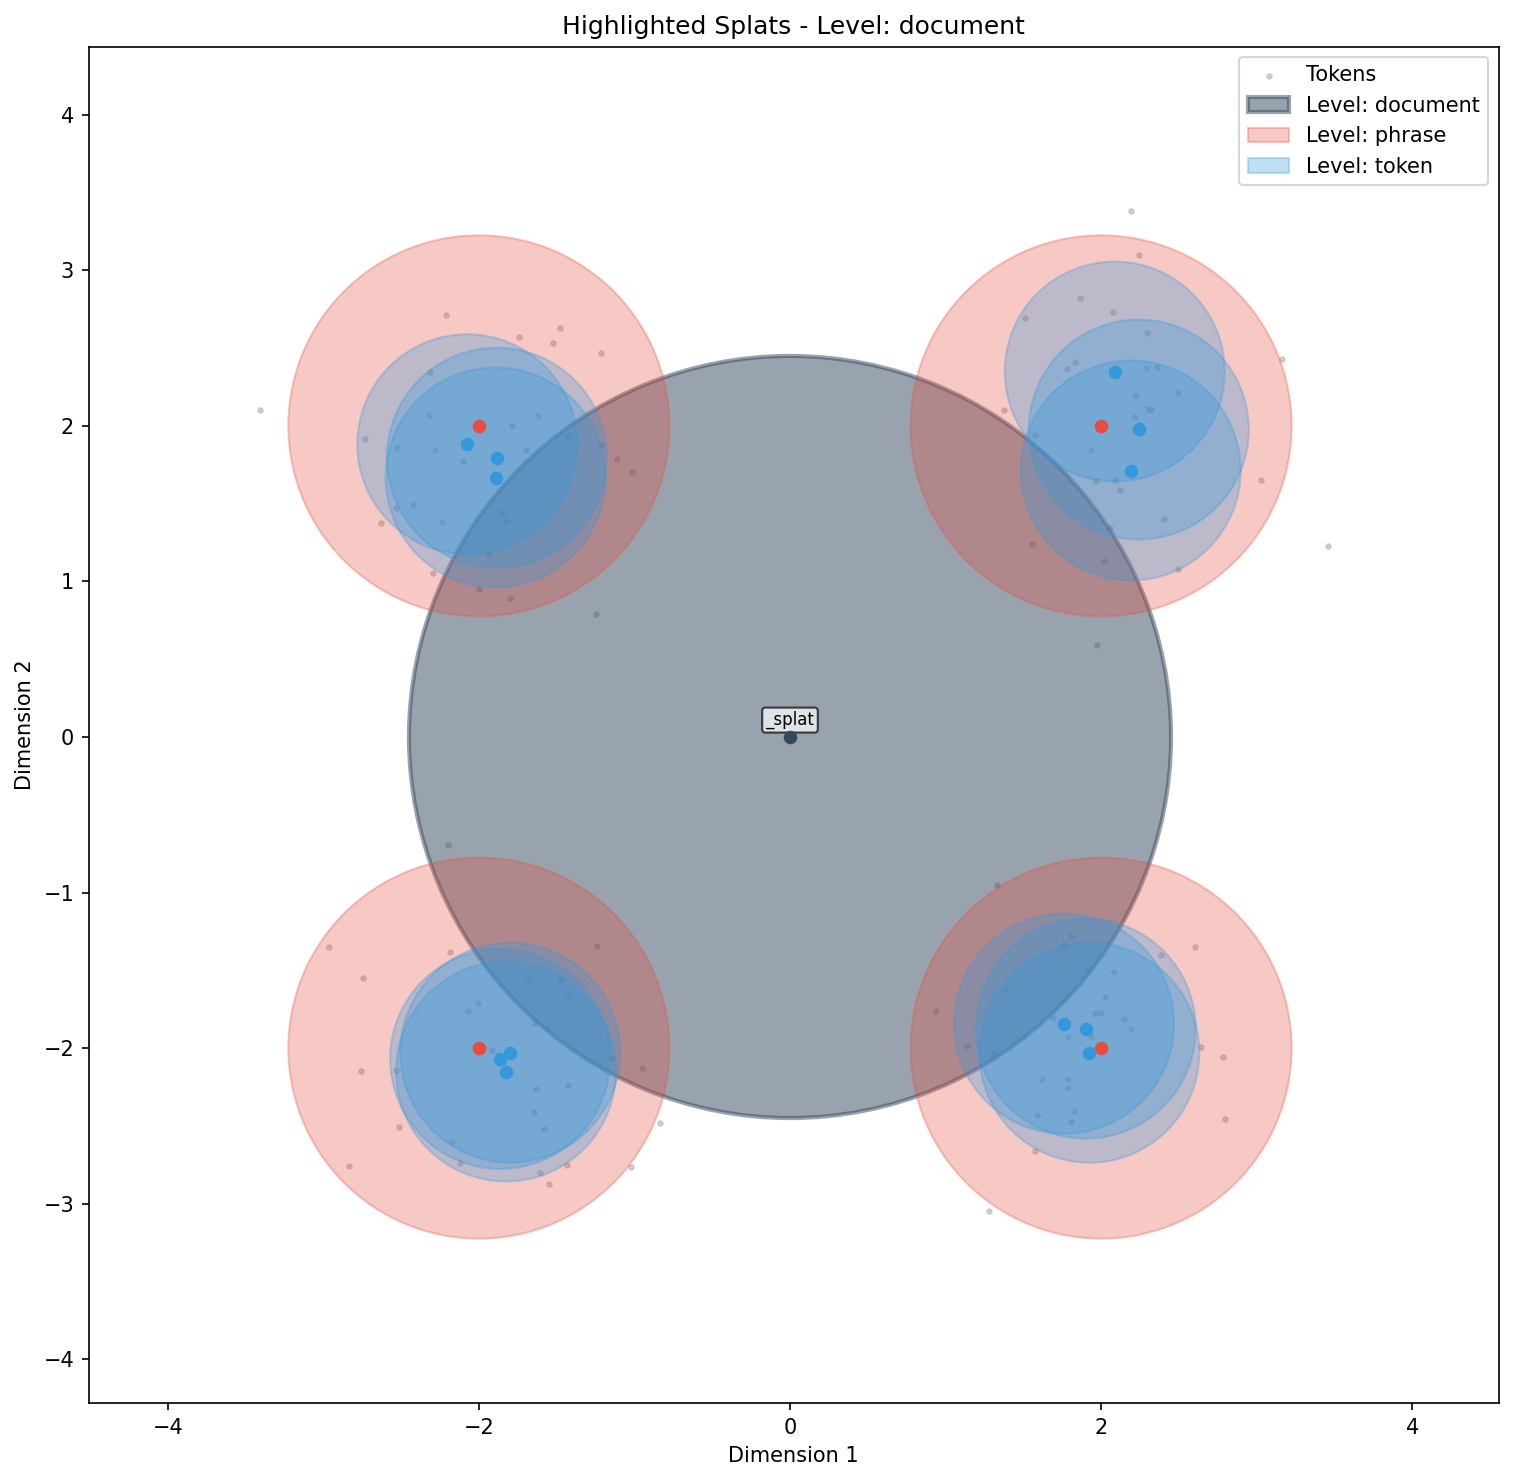 Highlighted Splats - Level: document
Tokens
Level: document
Level: phrase
Level: token
4
3
2
1
0
−1
−2
−3
−4
Dimension 2
_splat
−4
−2
0
2
4
Dimension 1